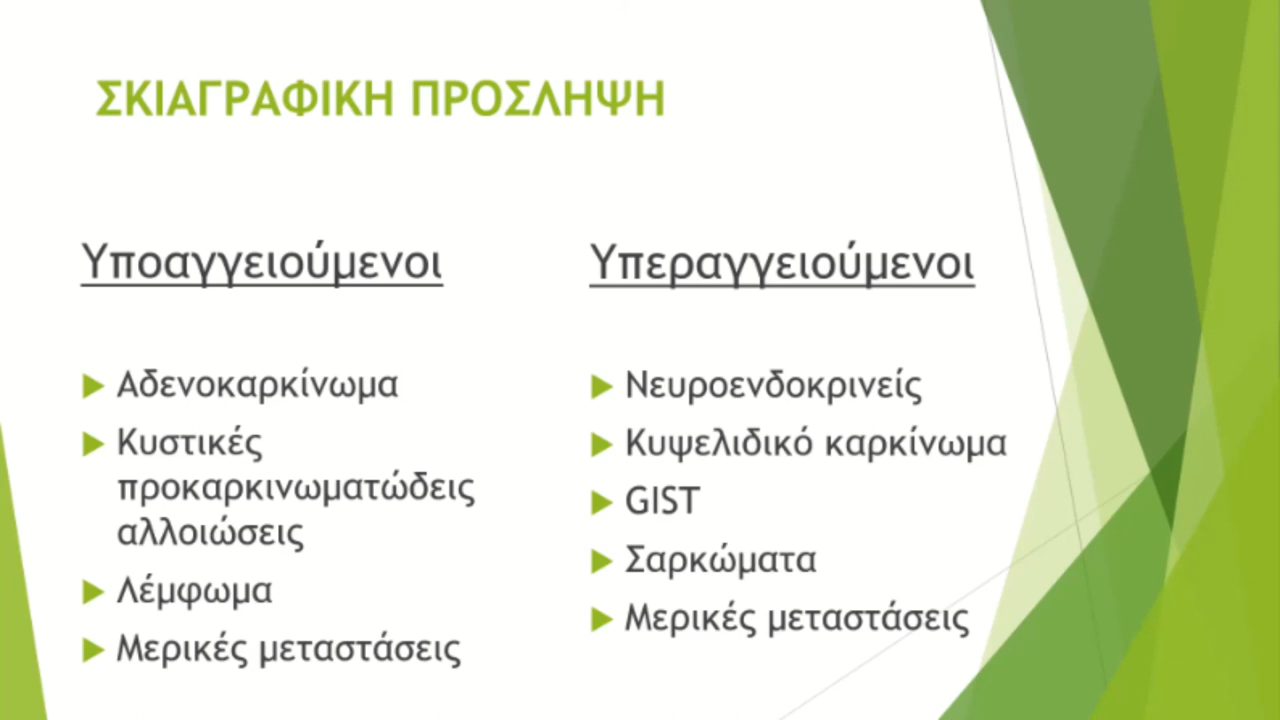 ΣΚΙΑΓΡΑΦΙΚΗ ΠΡΟΣΛΗΨΗ
Υποαγγειούμενοι
Αδενοκαρκίνωμα
Κυστικές
προκαρκινωματώδεις
αλλοιώσεις
Λέμφωμα
Μερικές μεταστάσεις
Υπεραγγειούμενοι
Νευροενδοκρινείς
Κυψελιδικό καρκίνωμα
GIST
Σαρκώματα
Μερικές μεταστάσεις